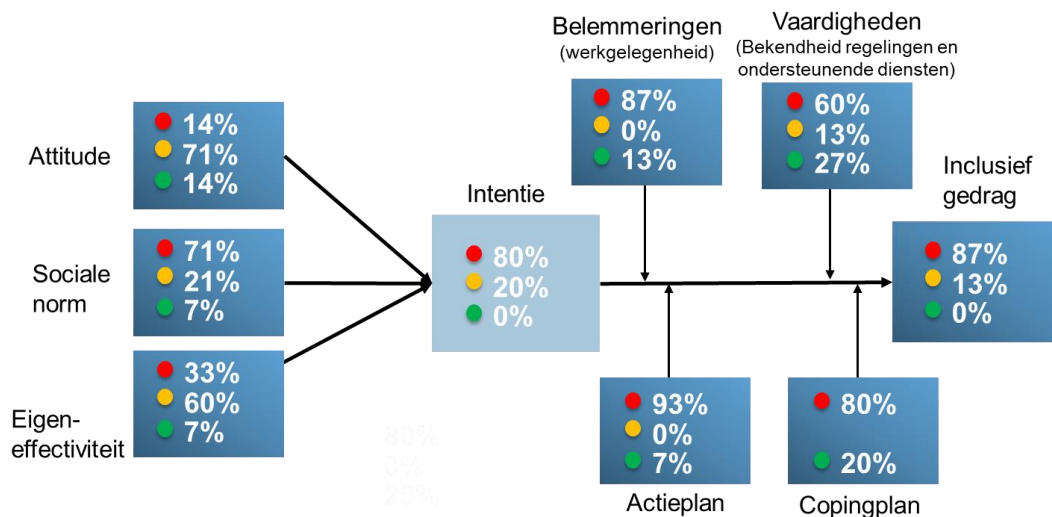 Belemmeringen
(werkgelegenheid)
87%
0%
13%
Vaardigheden
(Bekendheid regelingen en
ondersteunende diensten)
60%
13%
27%
Attitude
14%
71%
14%
Sociale
norm
71%
21%
7%
Eigen-
effectiviteit
33%
60%
7%
Intentie
80%
20%
0%
Inclusief
gedrag
87%
13%
0%
80%
0%
20%
93%
0%
7%
Actieplan
80%
20%
Copingplan